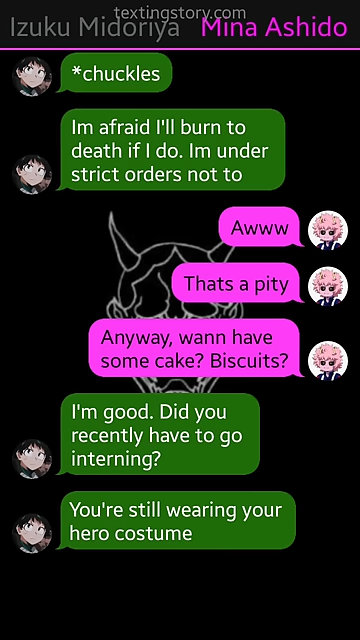 textingstory.com
Izuku Midoriya Mina Ashido
*chuckles
Im afraid I'll burn to
death if I do. Im under
strict orders not to
Awww
Thats a pity
Anyway, wann have
some cake? Biscuits?
I'm good. Did you
recently have to go
interning?
You're still wearing your
hero costume